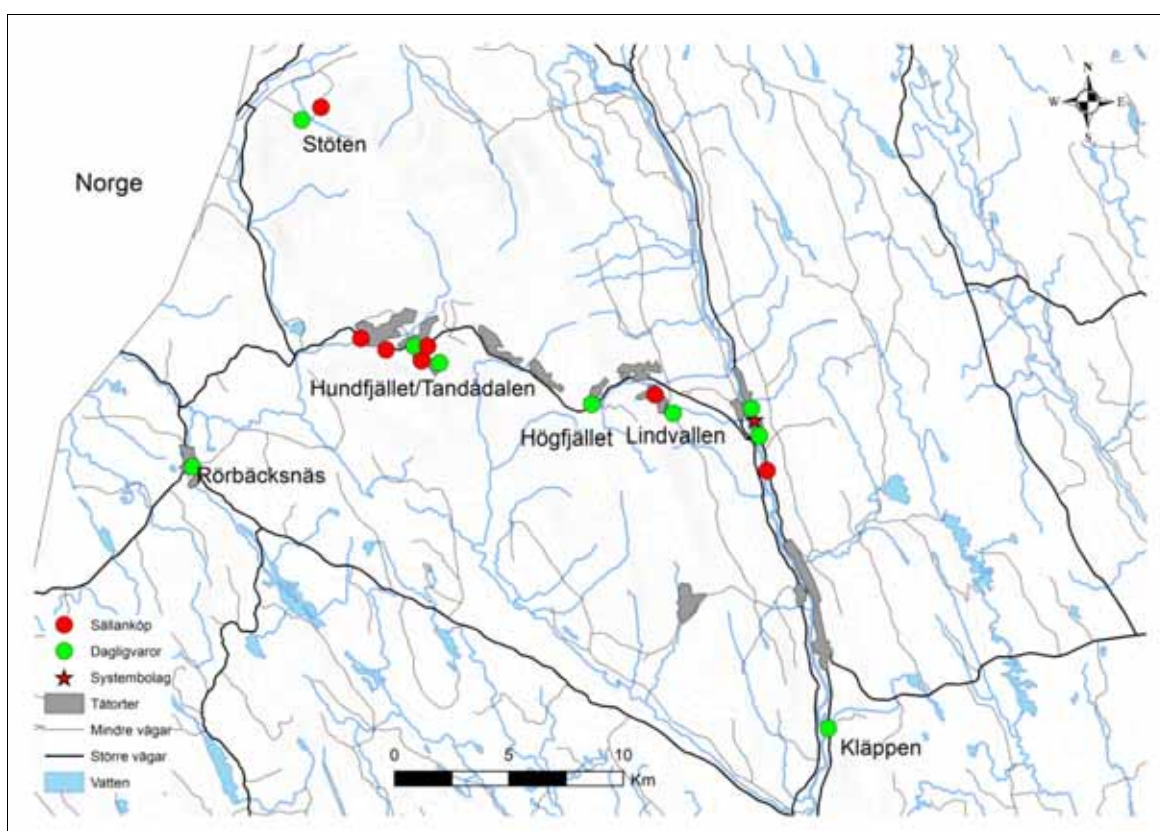 N
W E
S
Stöten
Norge
Hundfjället/Tandådalen
Högfjället
Lindvallen
Rörbäcksnäs
Kläppen
Sällanköp
Dagligvaror
Systembolag
Tätorter
Mindre vägar
Större vägar
Vatten
0 5 10
Km